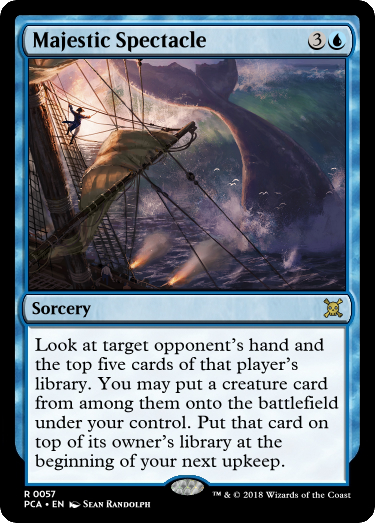 Majestic Spectacle 3
Sorcery
Look at target opponent's hand and
the top five cards of that player's
library. You may put a creature card
from among them onto the battlefield
under your control. Put that card on
top of its owner's library at the
beginning of your next upkeep.
R 0057
PCA • EN Sean Randolph
™ & © 2018 Wizards of the Coast